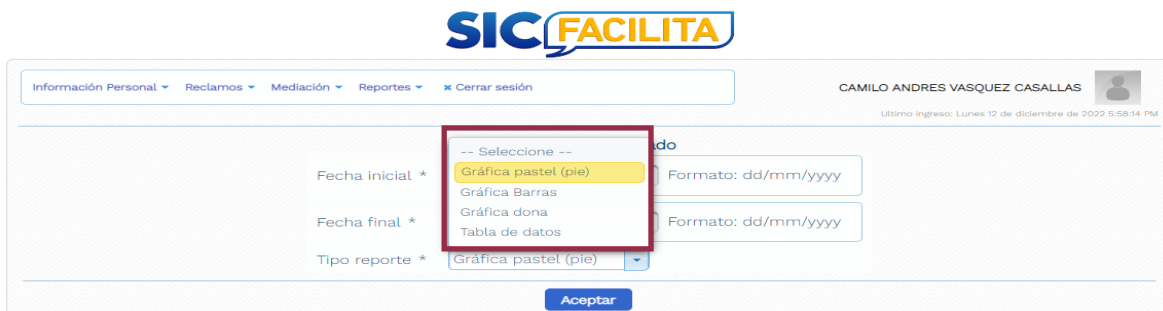 SIC FACILITA
Información Personal Reclamos Mediación Reportes × Cerrar sesión
CAMILO ANDRES VASQUEZ CASALLAS
Ultimo ingreso: Lunes 12 de diciembre de 2022 5:58:14 PM
ado
-- Seleccione --
Gráfica pastel (pie)
Gráfica Barras
Gráfica dona
Tabla de datos
Fecha inicial * Formato: dd/mm/yyyy
Fecha final * Formato: dd/mm/yyyy
Tipo reporte * Gráfica pastel (pie)
Aceptar